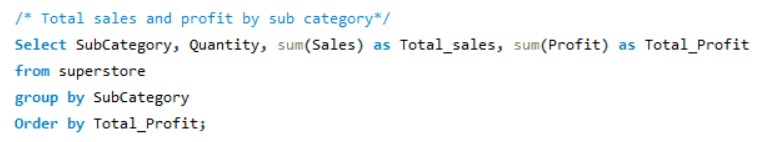 /* Total sales and profit by sub category*/
Select SubCategory, Quantity, sum(Sales) as Total_sales, sum(Profit) as Total_Profit
from superstore
group by SubCategory
Order by Total_Profit;